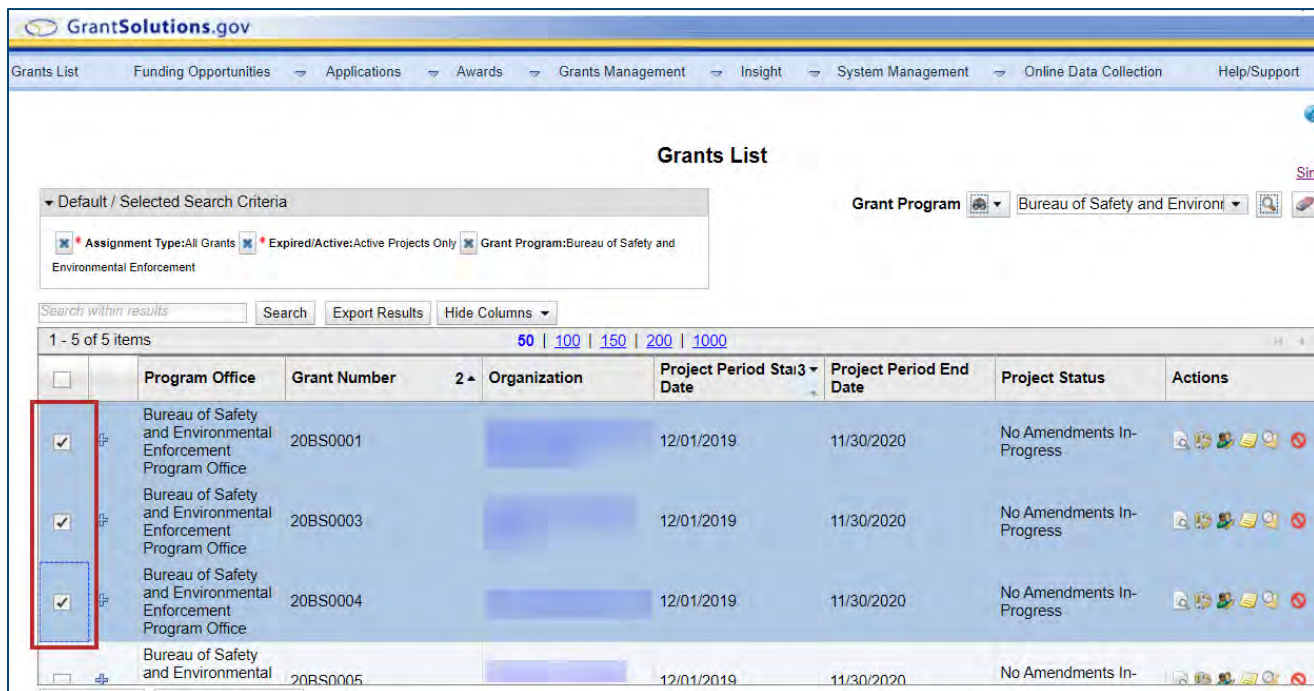 GrantSolutions.gov
Grants List Funding Opportunities Applications Awards Grants Management Insight System Management Online Data Collection Help/Support
Grants List
Sin
Default / Selected Search Criteria
Grant Program Bureau of Safety and Environr
* Assignment Type:All Grants * Expired/Active:Active Projects Only Grant Program:Bureau of Safety and
Environmental Enforcement
Search within results Search Export Results Hide Columns
1 - 5 of 5 items 50 | 100 | 150 | 200 | 1000
Program Office Grant Number 2 Organization Project Period Star3 Date Project Period End Date Project Status Actions
Bureau of Safety
and Environmental
Enforcement
Program Office
20BS0001 12/01/2019 11/30/2020 No Amendments In-
Progress
Bureau of Safety
and Environmental
Enforcement
Program Office
20BS0003 12/01/2019 11/30/2020 No Amendments In-
Progress
Bureau of Safety
and Environmental
Enforcement
Program Office
20BS0004 12/01/2019 11/30/2020 No Amendments In-
Progress
Bureau of Safety
and Environmental
20BS0005 12/01/2019 11/30/2020 No Amendments In-